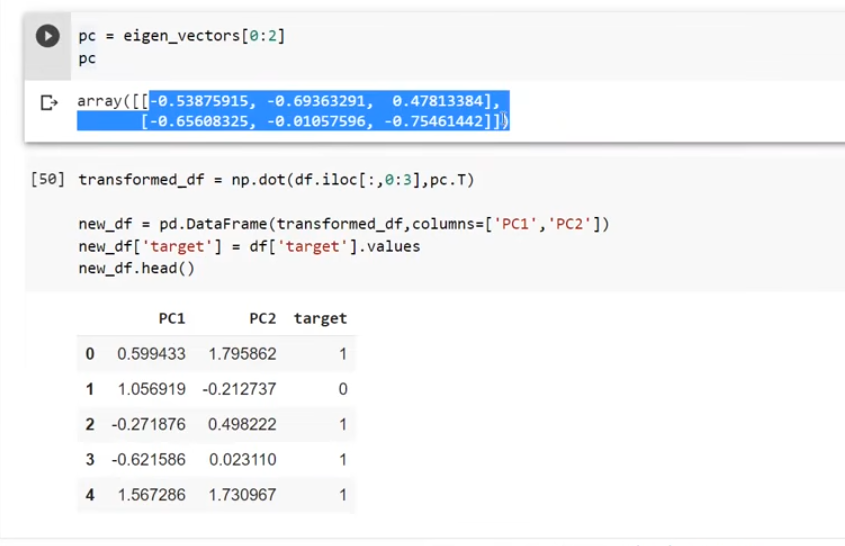 pc = eigen_vectors[0:2]
pc
array([[-0.53875915, -0.69363291, 0.47813384],
[-0.65608325, -0.01057596, -0.75461442]])
[50] transformed_df = np.dot(df.iloc[:,0:3],pc.T)
new_df = pd.DataFrame(transformed_df,columns=['PC1','PC2'])
new_df['target'] = df['target'].values
new_df.head()
PC1 PC2 target
0 0.599433 1.795862 1
1 1.056919 -0.212737 0
2 -0.271876 0.498222 1
3 -0.621586 0.023110 1
4 1.567286 1.730967 1